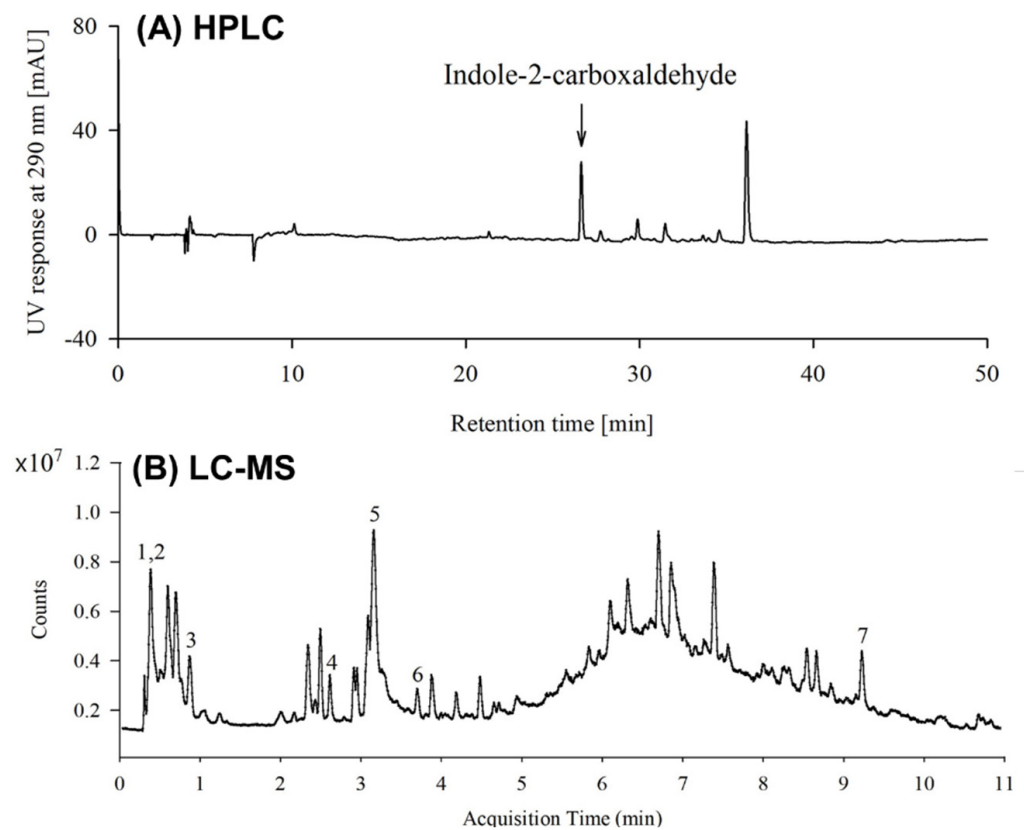 (A) HPLC
UV response at 290 nm [mAU]
80
40
0
-40
Indole-2-carboxaldehyde
0 10 20 30 40 50
Retention time [min]
(B) LC-MS
x10⁷
Counts
1.2
1.0
0.8
0.6
0.4
0.2
1,2
3
4
5
6
7
0 1 2 3 4 5 6 7 8 9 10 11
Acquisition Time (min)